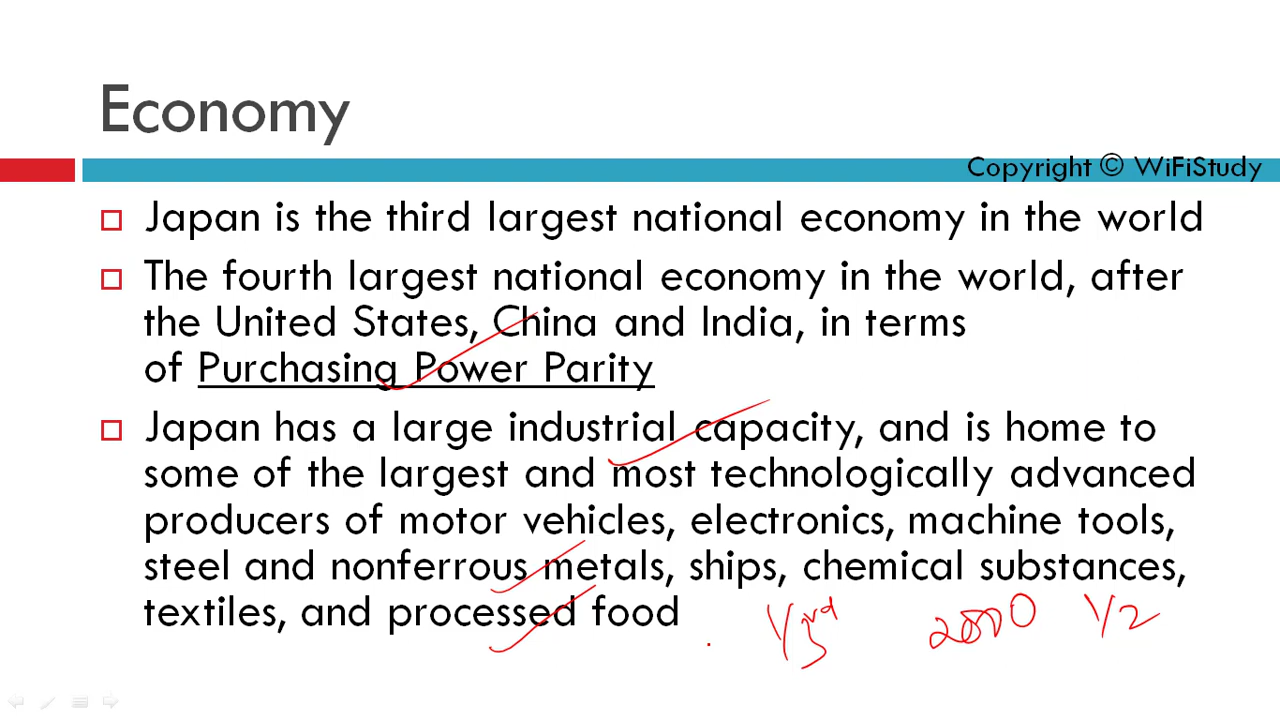 Economy
Copyright © WiFiStudy
Japan is the third largest national economy in the world
The fourth largest national economy in the world, after
the United States, China and India, in terms
of Purchasing Power Parity
Japan has a large industrial capacity, and is home to
some of the largest and most technologically advanced
producers of motor vehicles, electronics, machine tools,
steel and nonferrous metals, ships, chemical substances,
textiles, and processed food
1/3rd 1/2